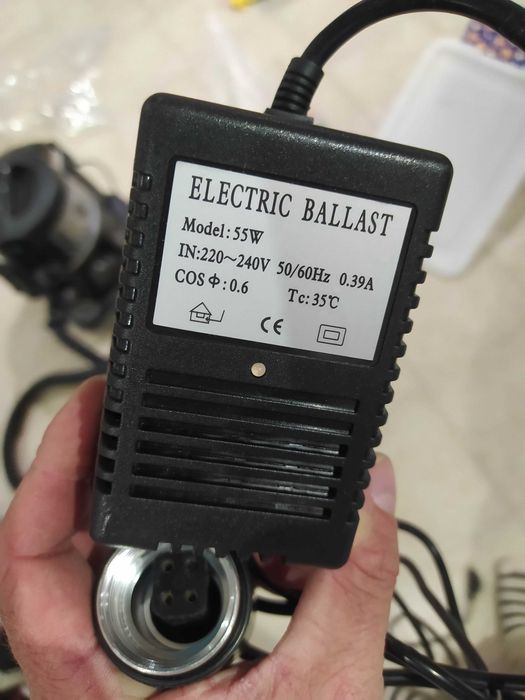 ELECTRIC BALLAST
Model: 55W
IN:220～240V 50/60Hz 0.39A
COS Φ: 0.6 Tc: 35℃
CE